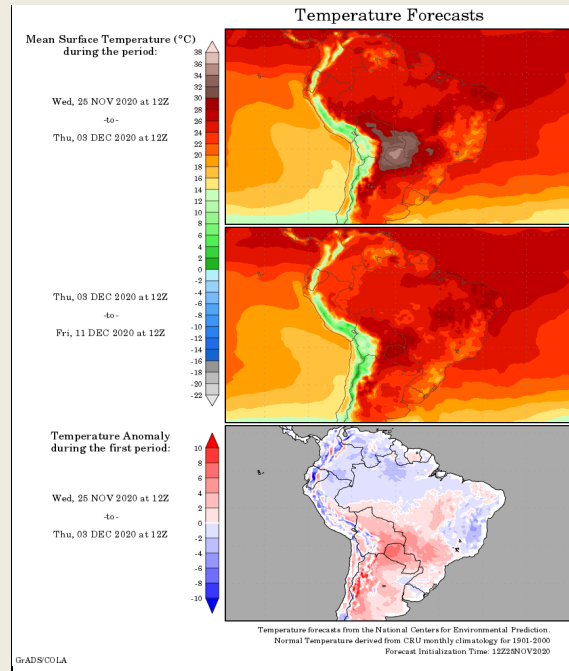 Temperature Forecasts
Mean Surface Temperature (°C)
during the period:
Wed, 25 NOV 2020 at 12Z
-to-
Thu, 03 DEC 2020 at 12Z
38
36
34
32
30
28
26
24
22
20
18
16
14
12
10
8
6
4
2
0
-2
-4
-6
-8
-10
-12
-14
-16
-18
-20
-22
Thu, 03 DEC 2020 at 12Z
-to-
Fri, 11 DEC 2020 at 12Z
Temperature Anomaly
during the first period:
Wed, 25 NOV 2020 at 12Z
-to-
Thu, 03 DEC 2020 at 12Z
10
8
6
4
2
0
-2
-4
-6
-8
-10
Temperature forecasts from the National Centers for Environmental Prediction.
Normal Temperature derived from CRU monthly climatology for 1901-2000
Forecast Initialization Time: 12Z25NOV2020
GrADS/COLA